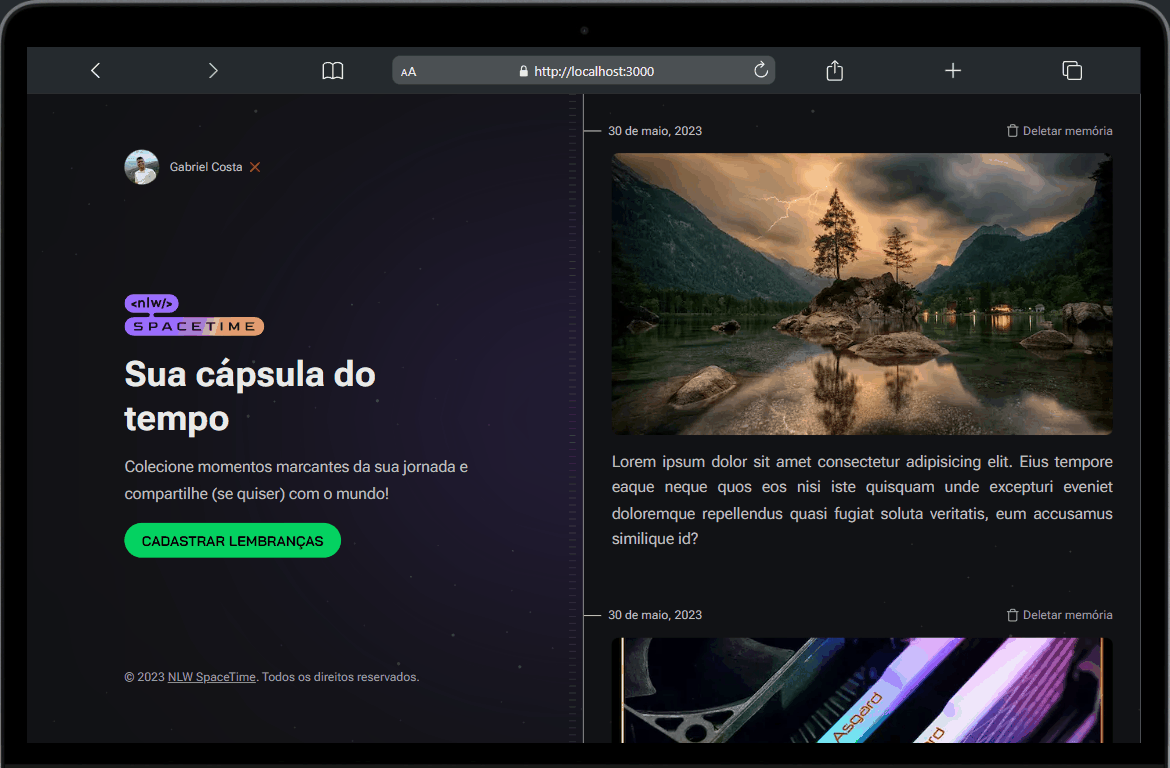 AA
http://localhost:3000
Gabriel Costa
<nlw/>
SPACETIME
Sua cápsula do
tempo
Colecione momentos marcantes da sua jornada e
compartilhe (se quiser) com o mundo!
CADASTRAR LEMBRANÇAS
© 2023 NLW SpaceTime. Todos os direitos reservados.
30 de maio, 2023
Deletar memória
Lorem ipsum dolor sit amet consectetur adipisicing elit. Eius tempore
eaque neque quos eos nisi iste quisquam unde excepturi eveniet
doloremque repellendus quasi fugiat soluta veritatis, eum accusamus
similique id?
30 de maio, 2023
Deletar memória
Asgard
rd